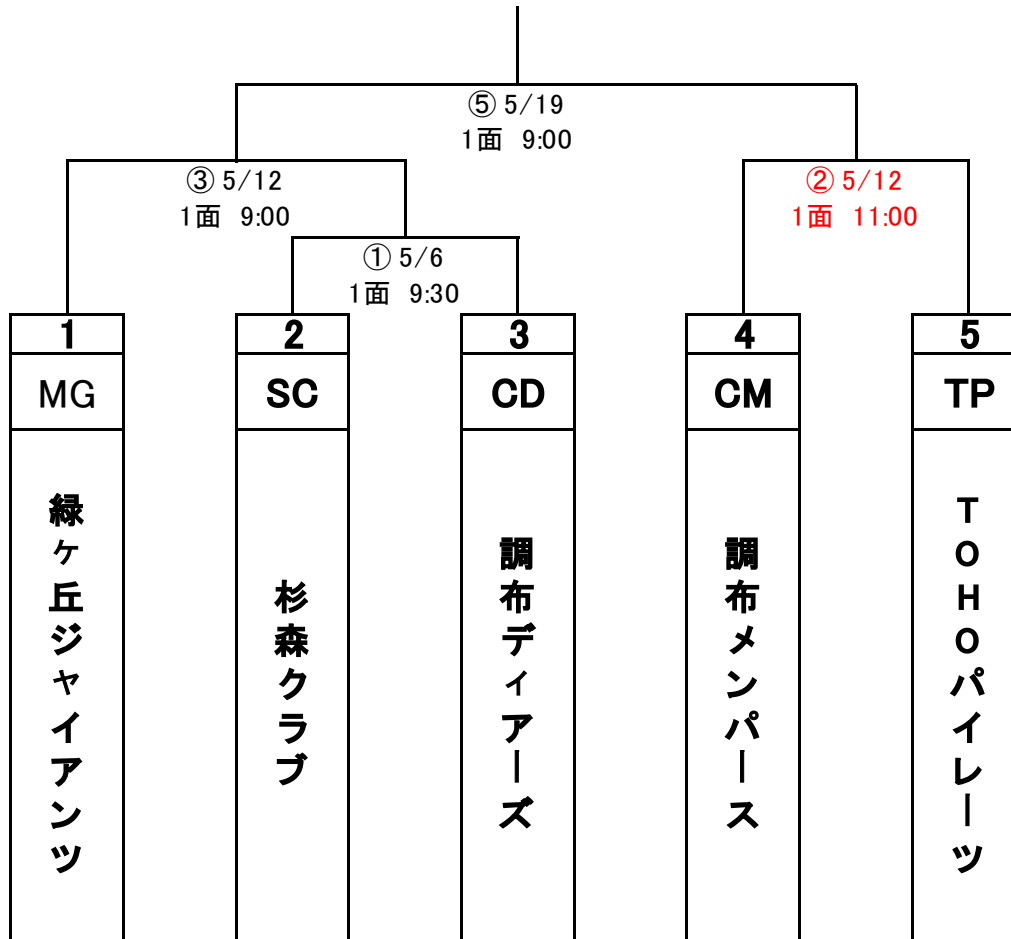 ⑤ 5/19
1面 9:00
③ 5/12
1面 9:00
② 5/12
1面 11:00
① 5/6
1面 9:30
1
2
3
4
5
MG
SC
CD
CM
TP
緑ヶ丘ジャイアンツ
杉森クラブ
調布ディアーズ
調布メンパース
TOHOパイレーツ